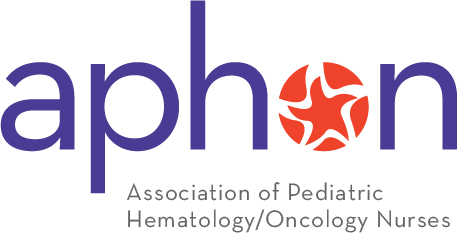 aphon
Association of Pediatric
Hematology/Oncology Nurses